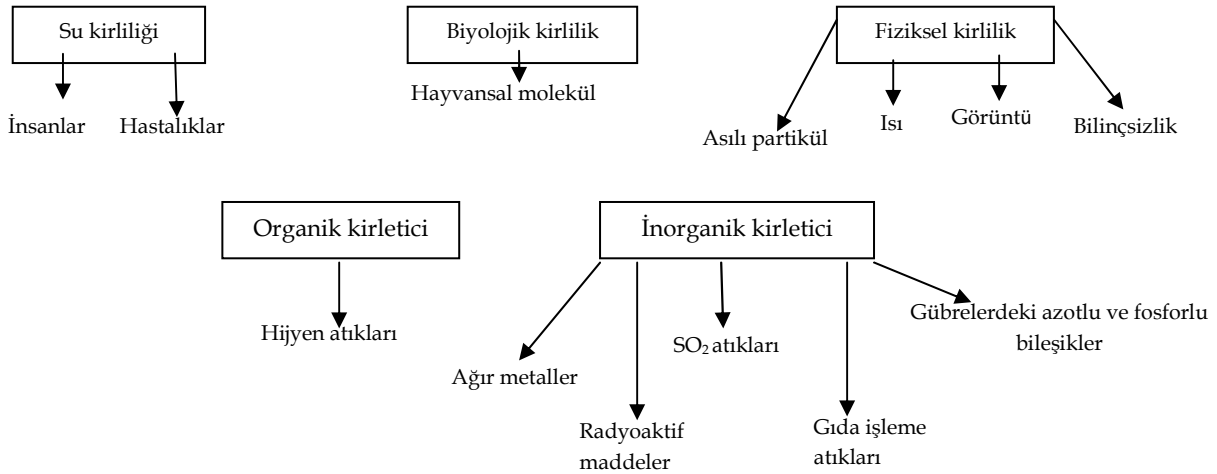 Su kirliliği
Biyolojik kirlilik
Fiziksel kirlilik
İnsanlar
Hastalıklar
Hayvansal molekül
Asılı partikül
Isı
Görüntü
Bilinçsizlik
Organik kirletici
İnorganik kirletici
Hijyen atıkları
Ağır metaller
Radyoaktif
maddeler
SO₂ atıkları
Gıda işleme
atıkları
Gübrelerdeki azotlu ve fosforlu
bileşikler